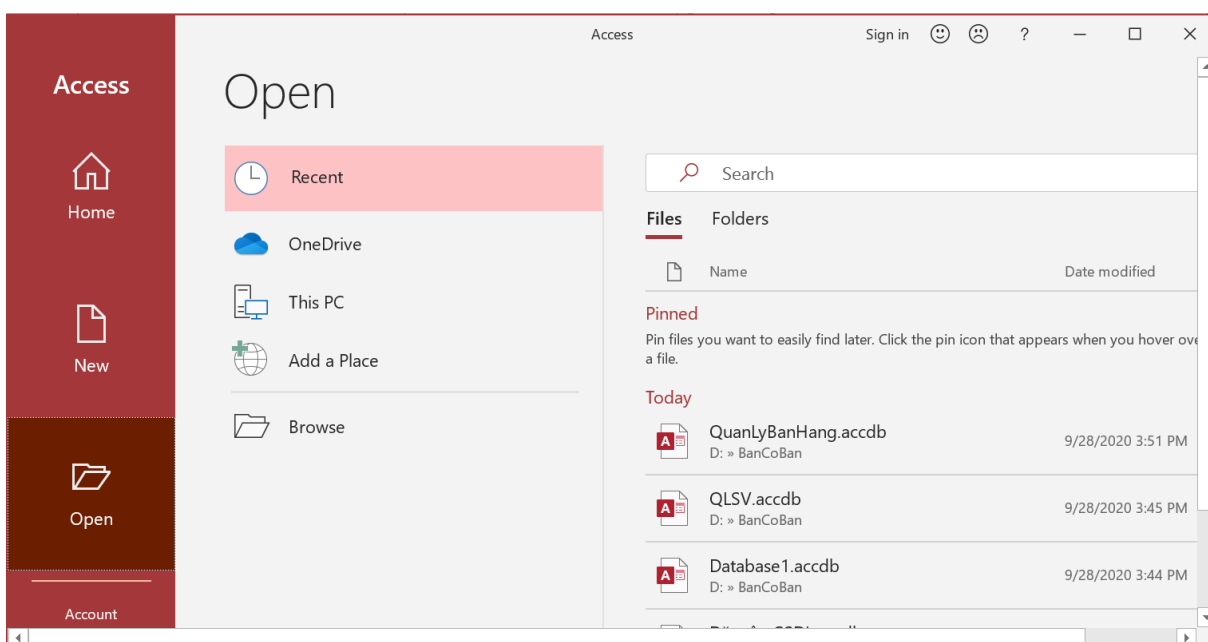 Access
Sign in
?
Access
Home
New
Open
Account
Open
Recent
OneDrive
This PC
Add a Place
Browse
Search
Files Folders
Name Date modified
Pinned
Pin files you want to easily find later. Click the pin icon that appears when you hover ove
a file.
Today
QuanLyBanHang.accdb
D: » BanCoBan
9/28/2020 3:51 PM
QLSV.accdb
D: » BanCoBan
9/28/2020 3:45 PM
Database1.accdb
D: » BanCoBan
9/28/2020 3:44 PM